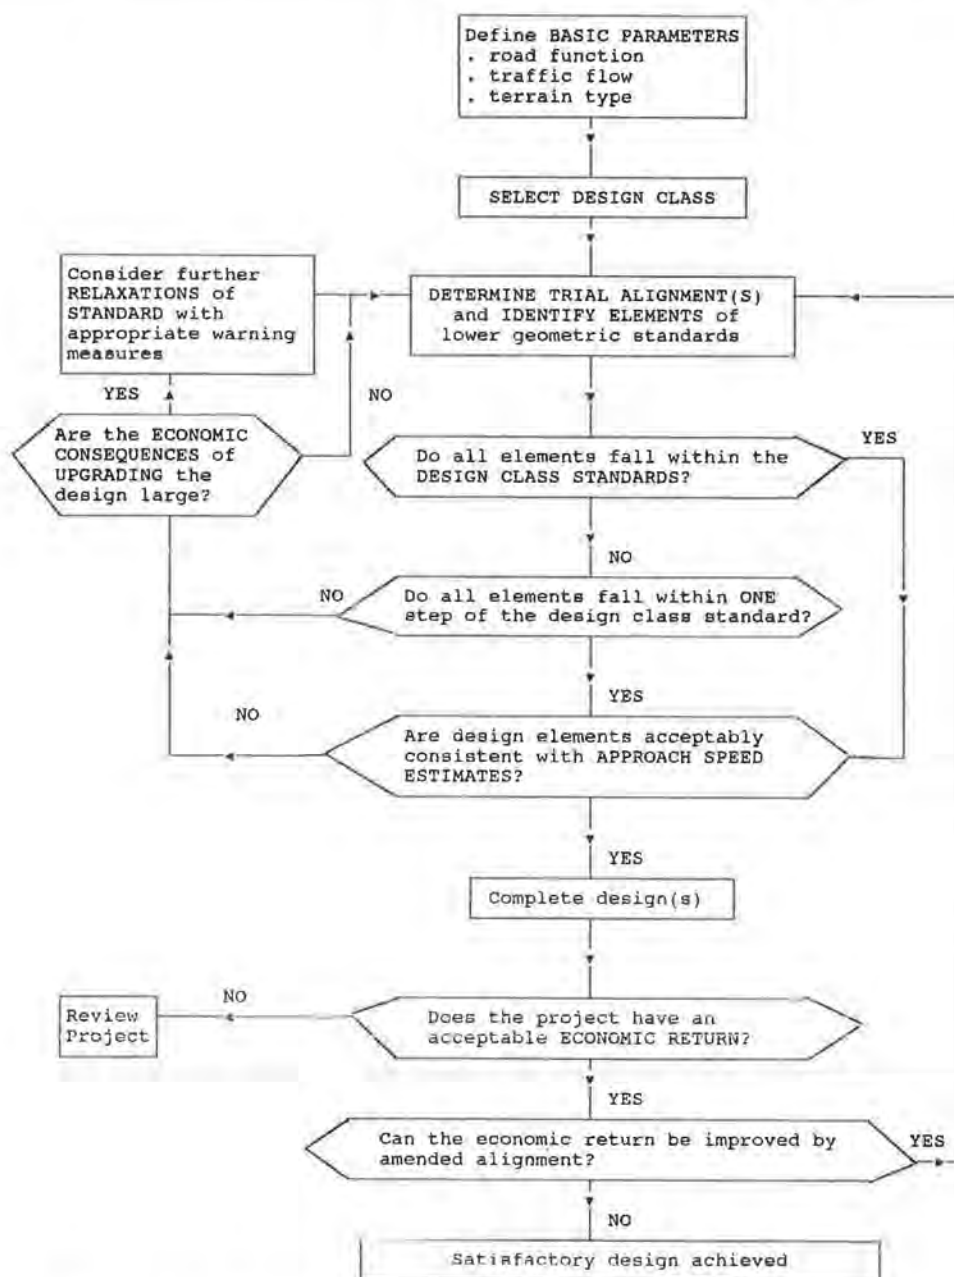 Define BASIC PARAMETERS
. road function
. traffic flow
. terrain type
SELECT DESIGN CLASS
Consider further
RELAXATIONS of
STANDARD with
appropriate warning
measures
DETERMINE TRIAL ALIGNMENT(S)
and IDENTIFY ELEMENTS of
lower geometric standards
YES
NO
Are the ECONOMIC
CONSEQUENCES of
UPGRADING the
design large?
Do all elements fall within the
DESIGN CLASS STANDARDS?
YES
NO
NO
Do all elements fall within ONE
step of the design class standard?
YES
NO
Are design elements acceptably
consistent with APPROACH SPEED
ESTIMATES?
YES
Complete design(s)
NO
Review
Project
Does the project have an
acceptable ECONOMIC RETURN?
YES
Can the economic return be improved by
amended alignment?
YES
NO
Satisfactory design achieved